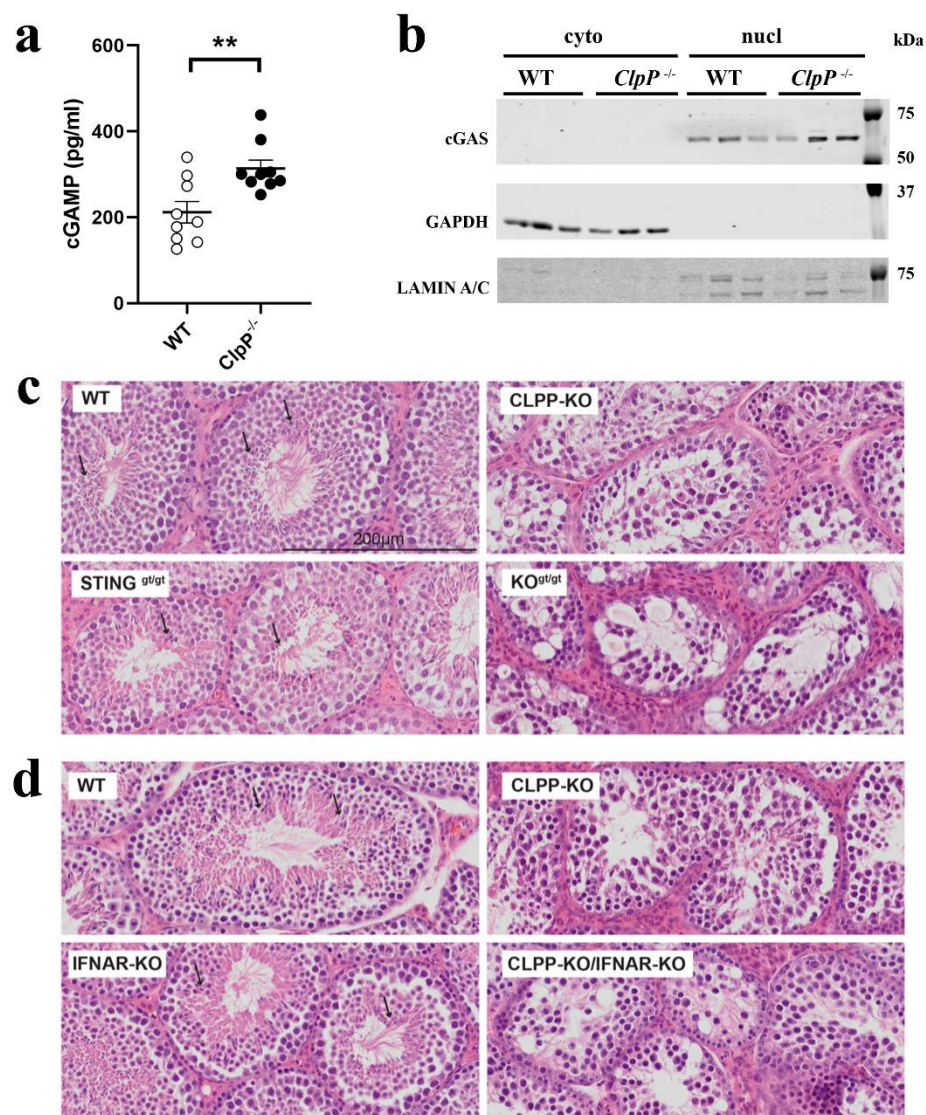 a
600
400
200
0
cGAMP (pg/ml)
**
WT
ClpP-/-
b
cyto nucl kDa
WT ClpP -/- WT ClpP -/-
cGAS
75
50
GAPDH
37
LAMIN A/C
75
c
WT
CLPP-KO
200µm
STING gt/gt
KOgt/gt
d
WT
CLPP-KO
IFNAR-KO
CLPP-KO/IFNAR-KO